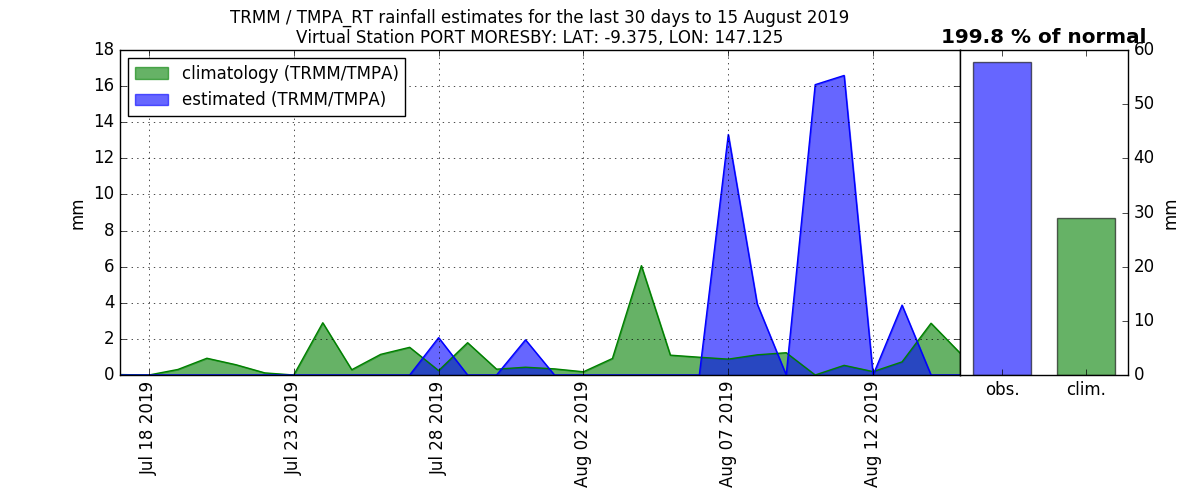 TRMM / TMPA_RT rainfall estimates for the last 30 days to 15 August 2019
Virtual Station PORT MORESBY: LAT: -9.375, LON: 147.125
199.8 % of normal
climatology (TRMM/TMPA)
estimated (TRMM/TMPA)
mm
18
16
14
12
10
8
6
4
2
0
Jul 18 2019
Jul 23 2019
Jul 28 2019
Aug 02 2019
Aug 07 2019
Aug 12 2019
60
50
40
30
20
10
0
mm
obs.
clim.